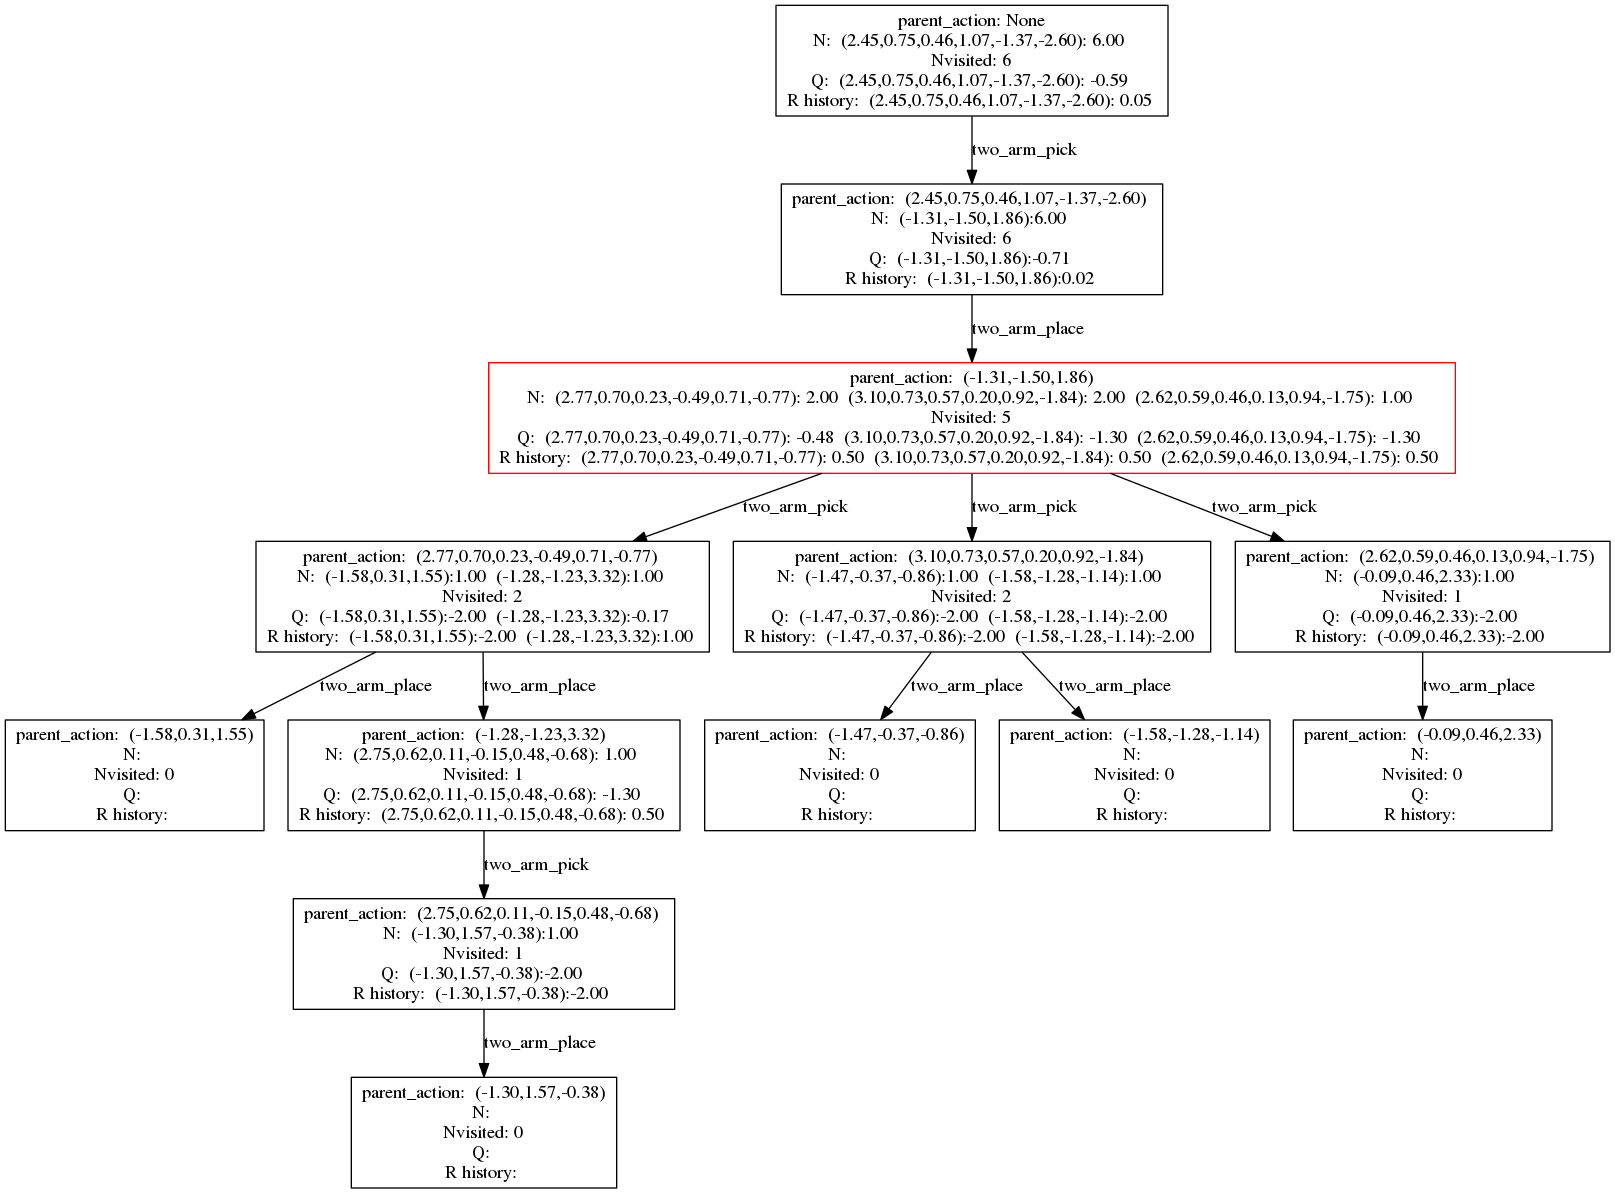 parent_action: None
N: (2.45,0.75,0.46,1.07,-1.37,-2.60): 6.00
Nvisited: 6
Q: (2.45,0.75,0.46,1.07,-1.37,-2.60): -0.59
R history: (2.45,0.75,0.46,1.07,-1.37,-2.60): 0.05
two_arm_pick
parent_action: (2.45,0.75,0.46,1.07,-1.37,-2.60)
N: (-1.31,-1.50,1.86):6.00
Nvisited: 6
Q: (-1.31,-1.50,1.86):-0.71
R history: (-1.31,-1.50,1.86):0.02
two_arm_place
parent_action: (-1.31,-1.50,1.86)
N: (2.77,0.70,0.23,-0.49,0.71,-0.77): 2.00 (3.10,0.73,0.57,0.20,0.92,-1.84): 2.00 (2.62,0.59,0.46,0.13,0.94,-1.75): 1.00
Nvisited: 5
Q: (2.77,0.70,0.23,-0.49,0.71,-0.77): -0.48 (3.10,0.73,0.57,0.20,0.92,-1.84): -1.30 (2.62,0.59,0.46,0.13,0.94,-1.75): -1.30
R history: (2.77,0.70,0.23,-0.49,0.71,-0.77): 0.50 (3.10,0.73,0.57,0.20,0.92,-1.84): 0.50 (2.62,0.59,0.46,0.13,0.94,-1.75): 0.50
two_arm_pick
two_arm_pick
two_arm_pick
parent_action: (2.77,0.70,0.23,-0.49,0.71,-0.77)
N: (-1.58,0.31,1.55):1.00 (-1.28,-1.23,3.32):1.00
Nvisited: 2
Q: (-1.58,0.31,1.55):-2.00 (-1.28,-1.23,3.32):-0.17
R history: (-1.58,0.31,1.55):-2.00 (-1.28,-1.23,3.32):1.00
parent_action: (3.10,0.73,0.57,0.20,0.92,-1.84)
N: (-1.47,-0.37,-0.86):1.00 (-1.58,-1.28,-1.14):1.00
Nvisited: 2
Q: (-1.47,-0.37,-0.86):-2.00 (-1.58,-1.28,-1.14):-2.00
R history: (-1.47,-0.37,-0.86):-2.00 (-1.58,-1.28,-1.14):-2.00
parent_action: (2.62,0.59,0.46,0.13,0.94,-1.75)
N: (-0.09,0.46,2.33):1.00
Nvisited: 1
Q: (-0.09,0.46,2.33):-2.00
R history: (-0.09,0.46,2.33):-2.00
two_arm_place
two_arm_place
two_arm_place
two_arm_place
two_arm_place
parent_action: (-1.58,0.31,1.55)
N:
Nvisited: 0
Q:
R history:
parent_action: (-1.28,-1.23,3.32)
N: (2.75,0.62,0.11,-0.15,0.48,-0.68): 1.00
Nvisited: 1
Q: (2.75,0.62,0.11,-0.15,0.48,-0.68): -1.30
R history: (2.75,0.62,0.11,-0.15,0.48,-0.68): 0.50
parent_action: (-1.47,-0.37,-0.86)
N:
Nvisited: 0
Q:
R history:
parent_action: (-1.58,-1.28,-1.14)
N:
Nvisited: 0
Q:
R history:
parent_action: (-0.09,0.46,2.33)
N:
Nvisited: 0
Q:
R history:
two_arm_pick
parent_action: (2.75,0.62,0.11,-0.15,0.48,-0.68)
N: (-1.30,1.57,-0.38):1.00
Nvisited: 1
Q: (-1.30,1.57,-0.38):-2.00
R history: (-1.30,1.57,-0.38):-2.00
two_arm_place
parent_action: (-1.30,1.57,-0.38)
N:
Nvisited: 0
Q:
R history: